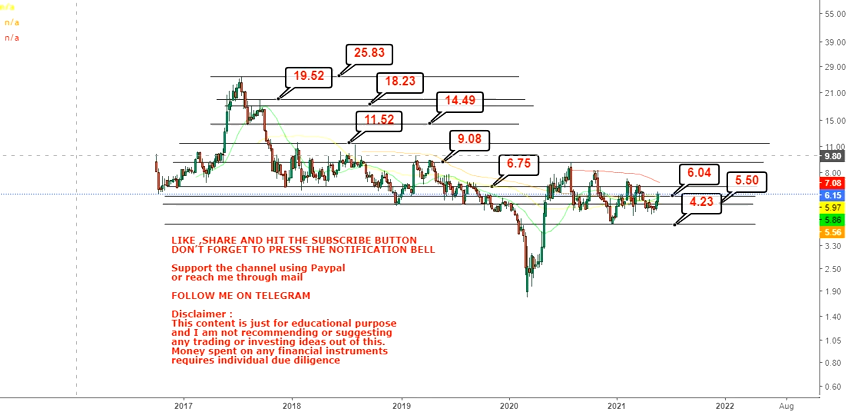 n/a
n/a
n/a
25.83
19.52
18.23
14.49
11.52
9.08
6.75
6.04
5.50
4.23
LIKE ,SHARE AND HIT THE SUBSCRIBE BUTTON
DON'T FORGET TO PRESS THE NOTIFICATION BELL
Support the channel using Paypal
or reach me through mail
FOLLOW ME ON TELEGRAM
Disclaimer :
This content is just for educational purpose
and I am not recommending or suggesting
any trading or investing ideas out of this.
Money spent on any financial instruments
requires individual due diligence
55.00
39.00
29.00
21.00
15.00
11.00
9.80
8.00
7.08
6.15
5.97
5.86
5.56
3.30
2.50
1.90
1.40
1.05
0.80
0.60
2017 2018 2019 2020 2021 2022 Aug